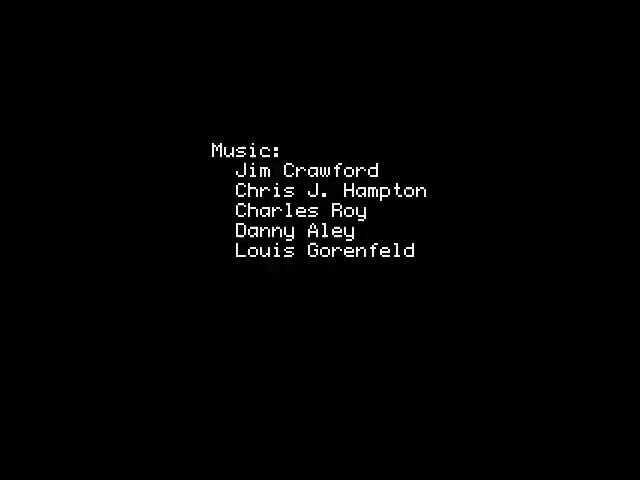 Music:
Jim Crawford
Chris J. Hampton
Charles Roy
Danny Aley
Louis Gorenfeld